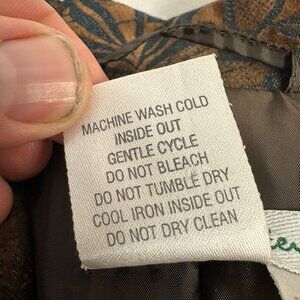 MACHINE WASH COLD
INSIDE OUT
GENTLE CYCLE
DO NOT BLEACH
DO NOT TUMBLE DRY
COOL IRON INSIDE OUT
DO NOT DRY CLEAN